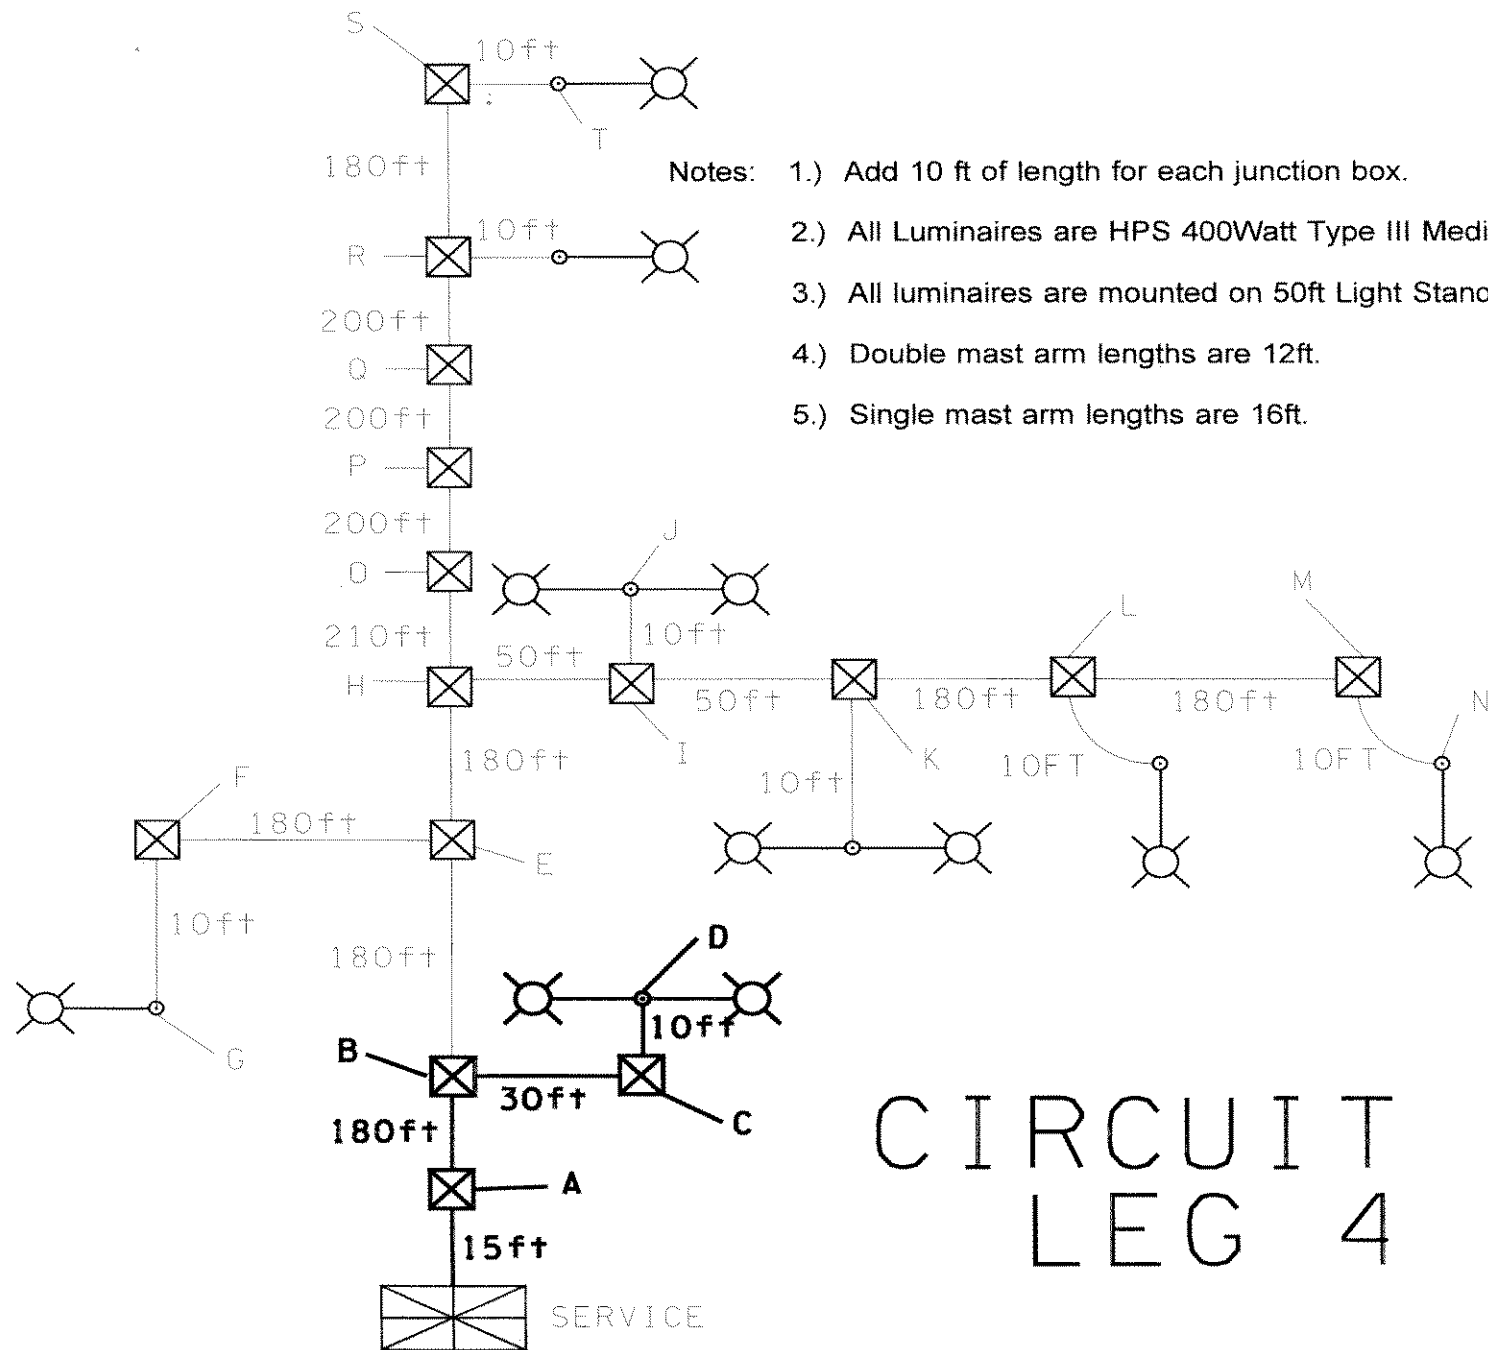 S
10ft
T
180ft
Notes: 1.) Add 10 ft of length for each junction box.
10ft
R
2.) All Luminaires are HPS 400Watt Type III Medi
200ft
3.) All luminaires are mounted on 50ft Light Stand
Q
4.) Double mast arm lengths are 12ft.
200ft
5.) Single mast arm lengths are 16ft.
P
200ft
J
O
M
L
210ft
10ft
50ft
H
50ft
180ft
180ft
N
I
K
180ft
10ft
10FT
10FT
F
180ft
E
10ft
180ft
D
10ft
G
B
30ft
C
180ft
CIRCUIT
A
LEG 4
15ft
SERVICE